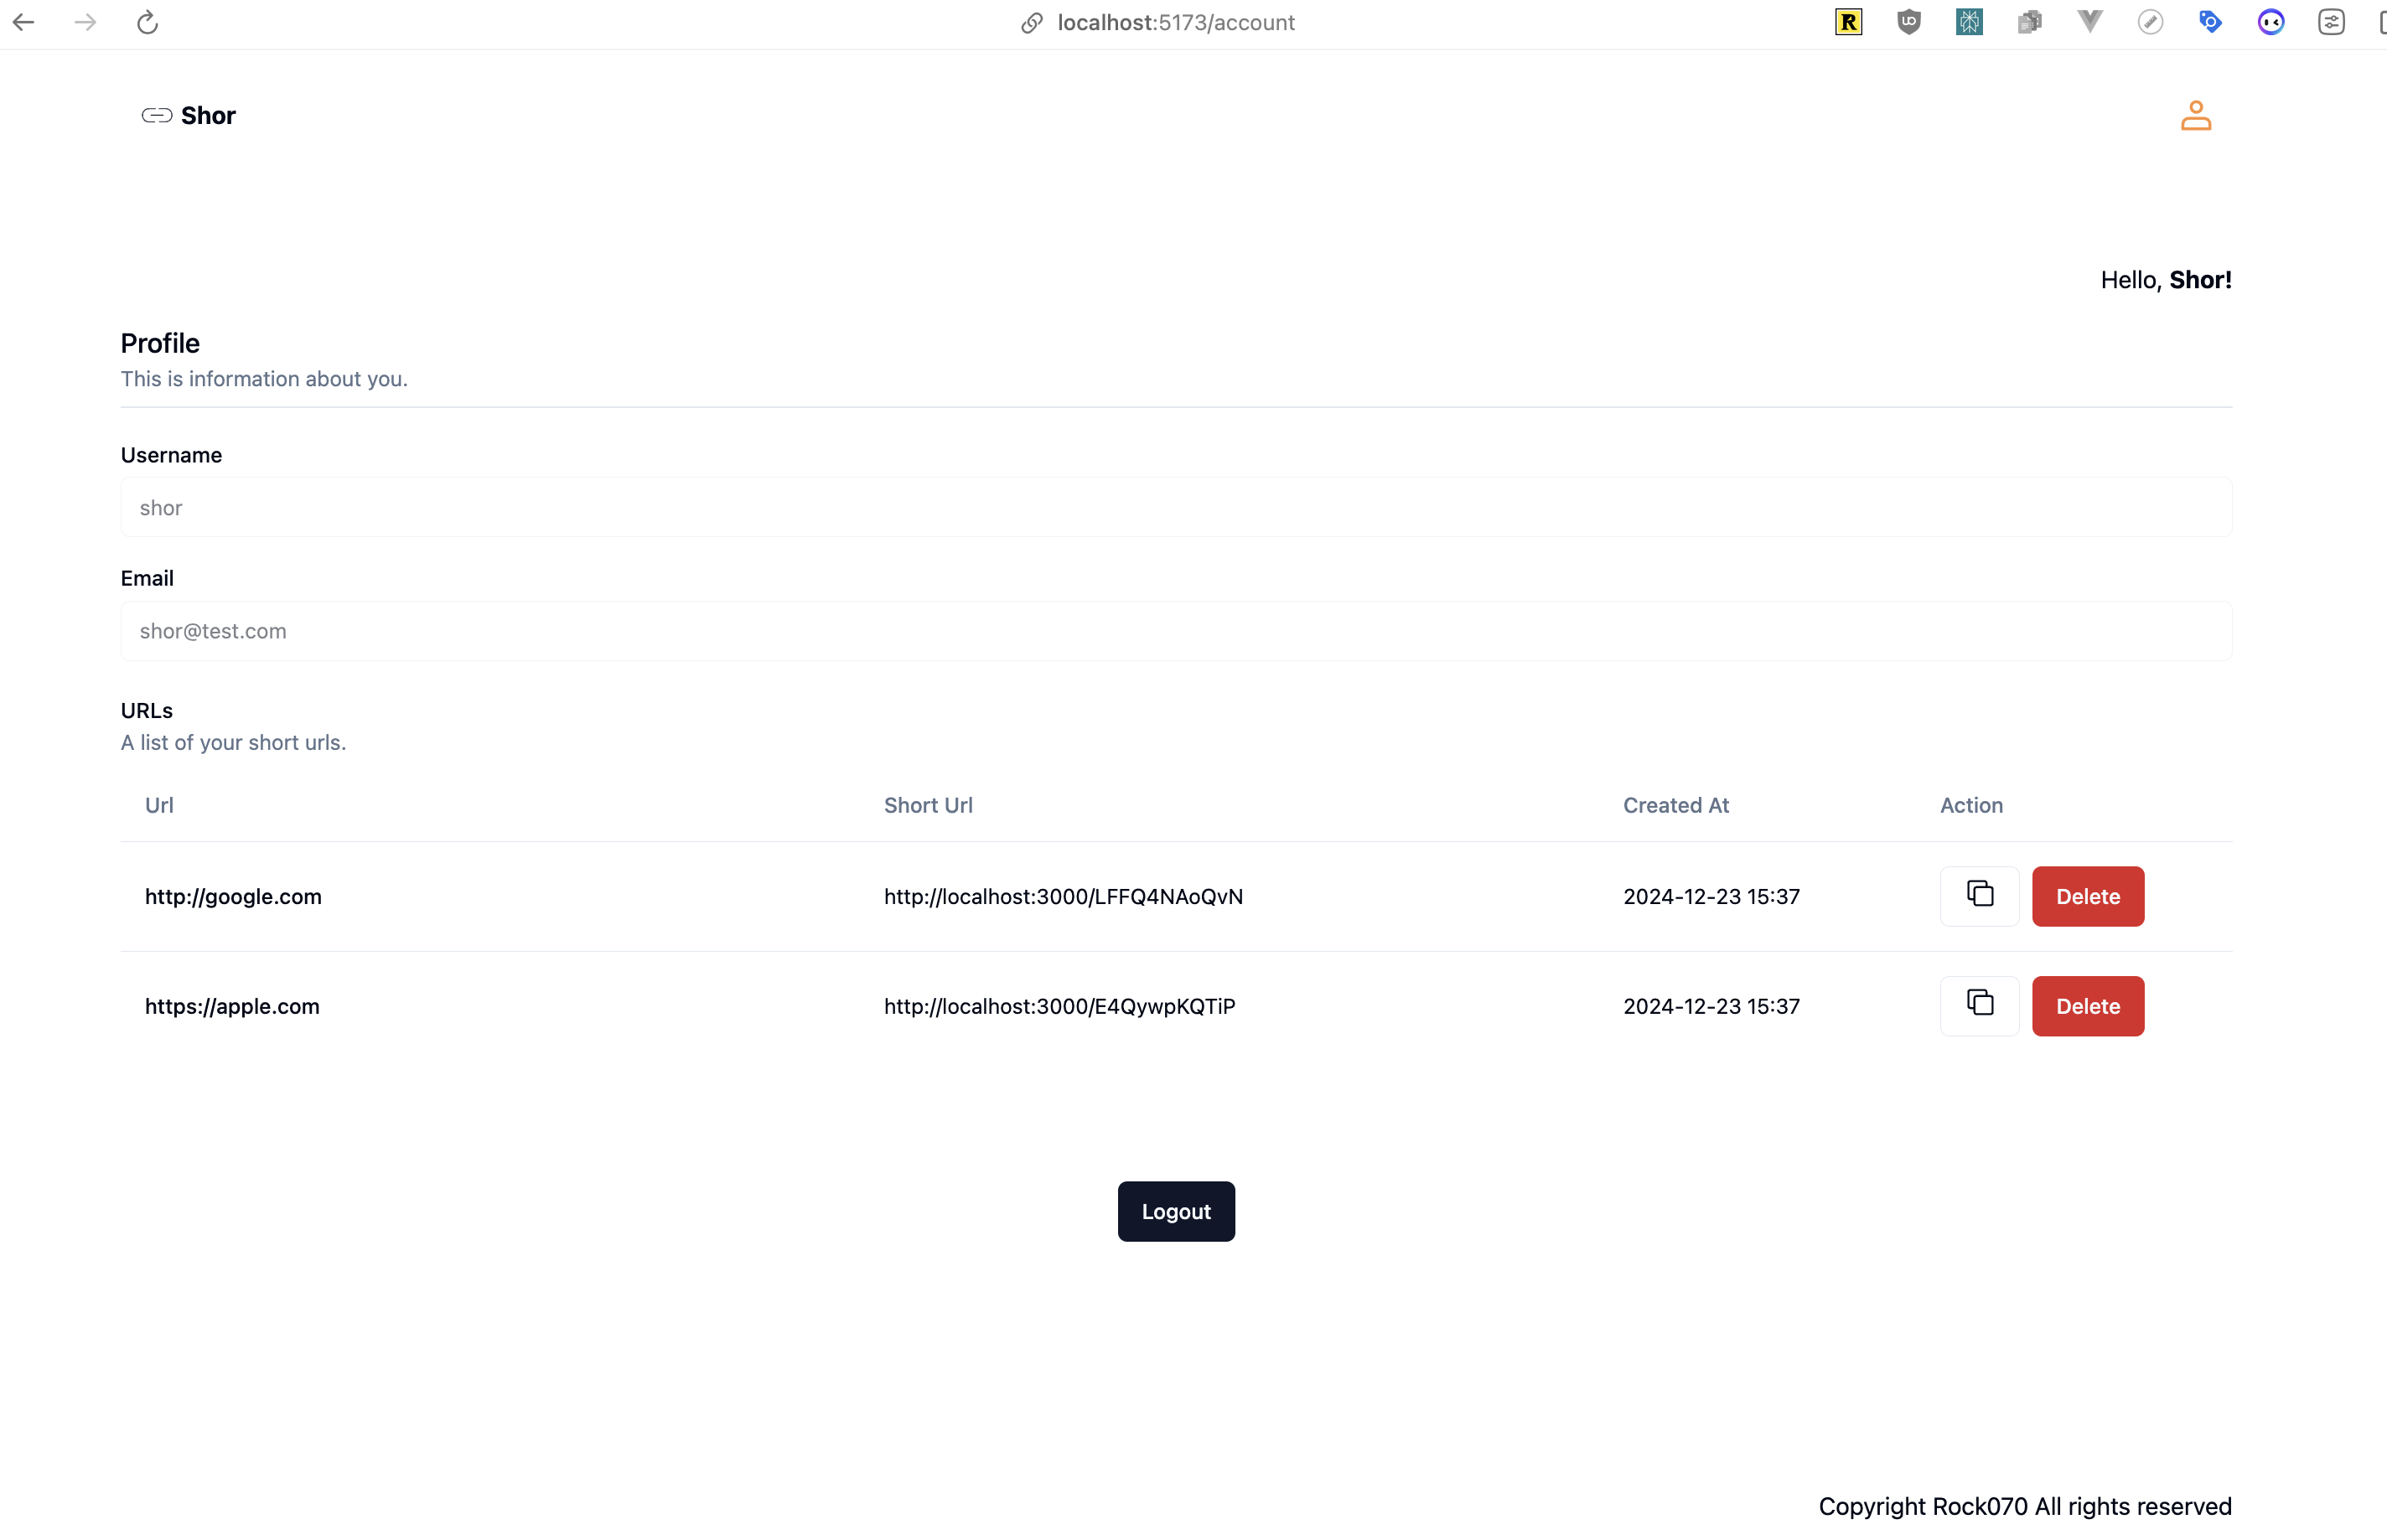 localhost:5173/account
Shor
Hello, Shor!
Profile
This is information about you.
Username
shor
Email
shor@test.com
URLs
A list of your short urls.
Url Short Url Created At Action
http://google.com http://localhost:3000/LFFQ4NAoQvN 2024-12-23 15:37 Delete
https://apple.com http://localhost:3000/E4QywpKQTiP 2024-12-23 15:37 Delete
Logout
Copyright Rock070 All rights reserved